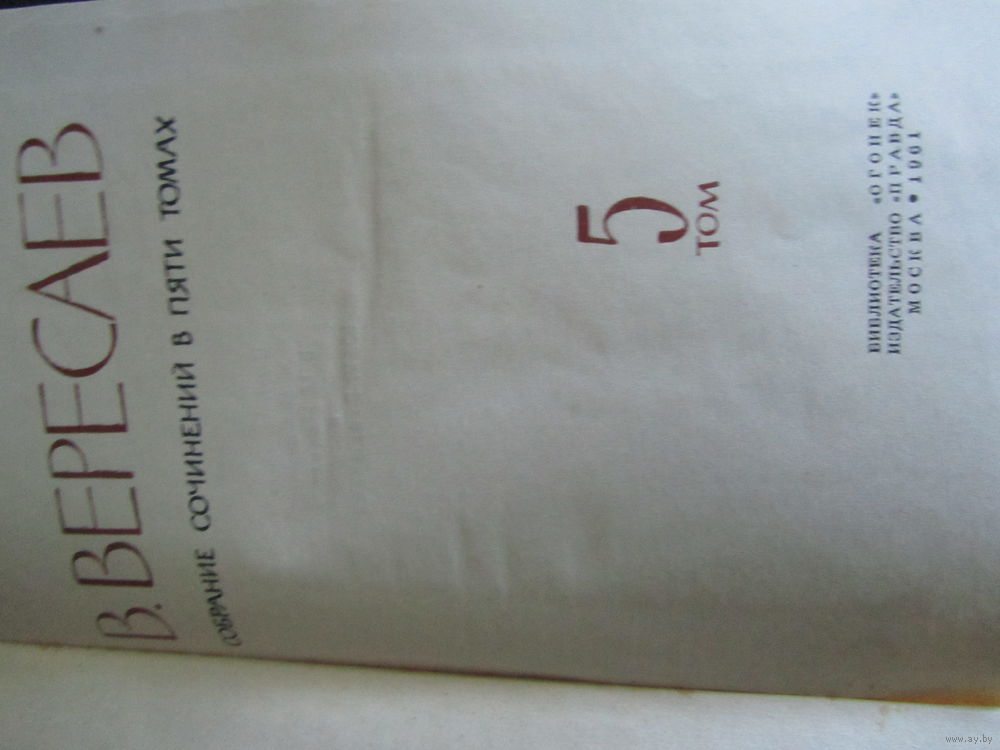 В. ВЕРЕСАЕВ
СОБРАНИЕ СОЧИНЕНИЙ В ПЯТИ ТОМАХ
5
ТОМ
БИБЛИОТЕКА «ОГОНЕК»
ИЗДАТЕЛЬСТВО «ПРАВДА»
МОСКВА • 1961
www.ay.by